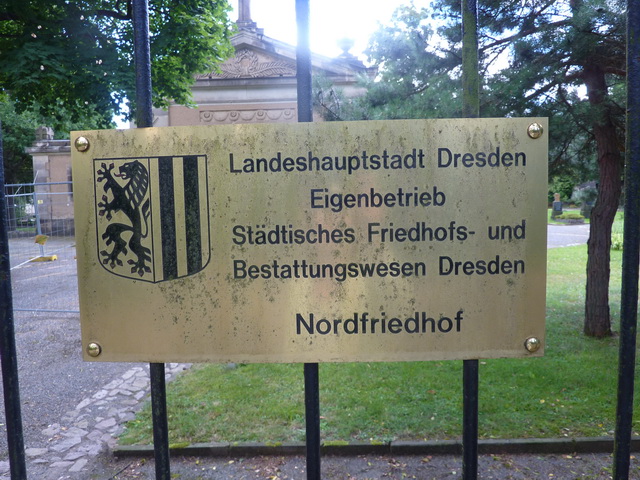 Landeshauptstadt Dresden
Eigenbetrieb
Städtisches Friedhofs- und
Bestattungswesen Dresden
Nordfriedhof